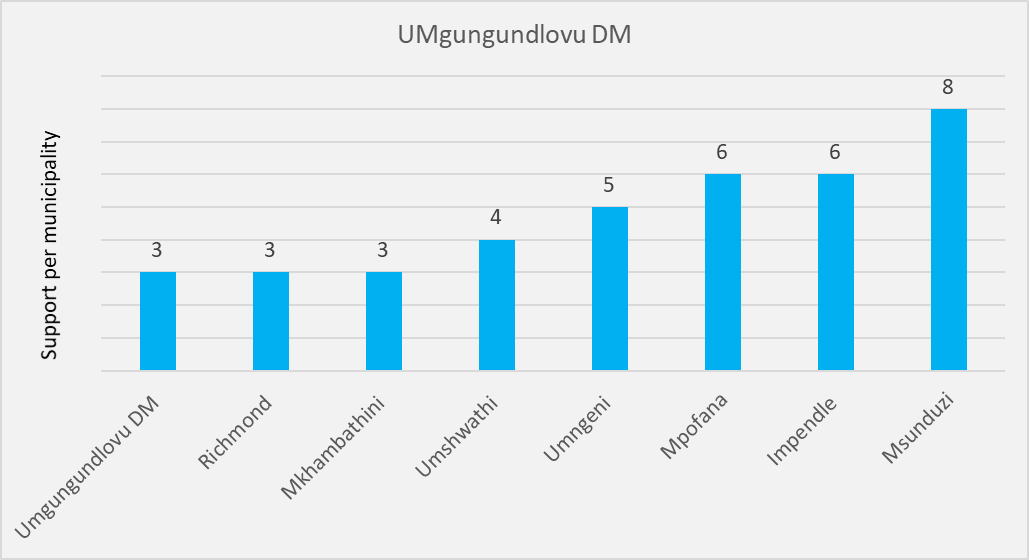 UMgungundlovu DM
Support per municipality
3
3
3
4
5
6
6
8
Umgungundlovu DM
Richmond
Mkhambathini
Umshwathi
Umngeni
Mpofana
Impendle
Msunduzi